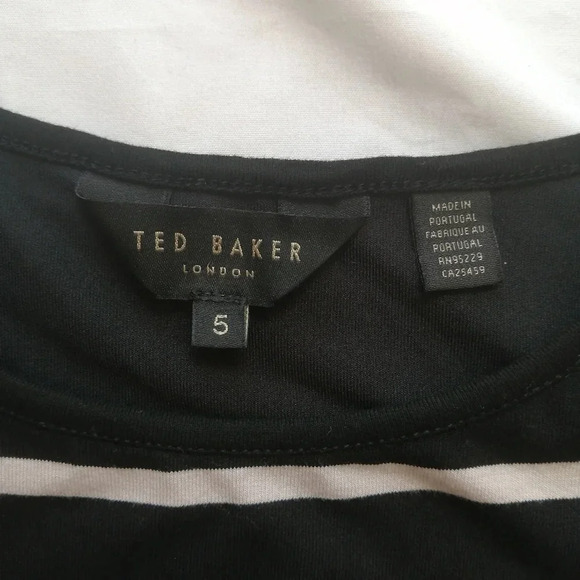 TED BAKER
LONDON
5
MADE IN
PORTUGAL
FABRIQUE AU
PORTUGAL
RN95229
CA25459